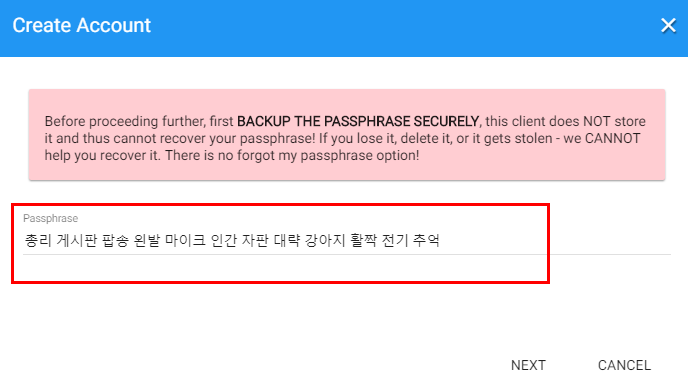 Create Account
Before proceeding further, first BACKUP THE PASSPHRASE SECURELY, this client does NOT store
it and thus cannot recover your passphrase! If you lose it, delete it, or it gets stolen - we CANNOT
help you recover it. There is no forgot my passphrase option!
Passphrase
총리 게시판 팝송 왼발 마이크 인간 자판 대략 강아지 활짝 전기 추억
NEXT CANCEL